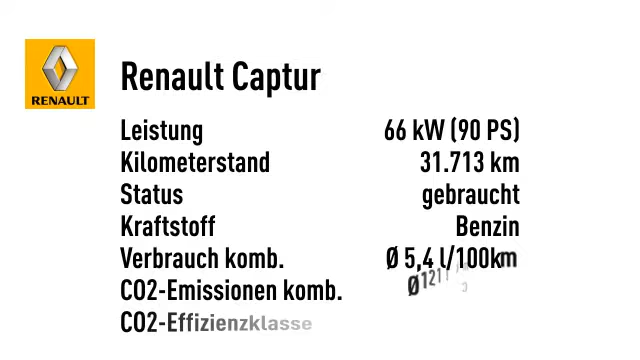 RENAULT
Renault Captur
Leistung 66 kW (90 PS)
Kilometerstand 31.713 km
Status gebraucht
Kraftstoff Benzin
Verbrauch komb. Ø 5,4 l/100km
CO2-Emissionen komb.
CO2-Effizienzklasse